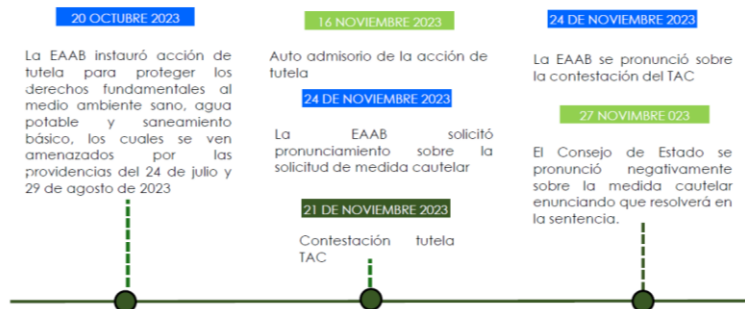 20 OCTUBRE 2023
La EAAB instauró acción de
tutela para proteger los
derechos fundamentales al
medio ambiente sano, agua
potable y saneamiento
básico, los cuales se ven
amenazados por las
providencias del 24 de julio y
29 de agosto de 2023
16 NOVIEMBRE 2023
Auto admisorio de la acción de
tutela
24 DE NOVIEMBRE 2023
La EAAB solicitó
pronunciamiento sobre la
solicitud de medida cautelar
21 DE NOVIEMBRE 2023
Contestación tutela
TAC
24 DE NOVIEMBRE 2023
La EAAB se pronunció sobre
la contestación del TAC
27 NOVIMBRE 023
El Consejo de Estado se
pronunció negativamente
sobre la medida cautelar
enunciando que resolverá en
la sentencia.